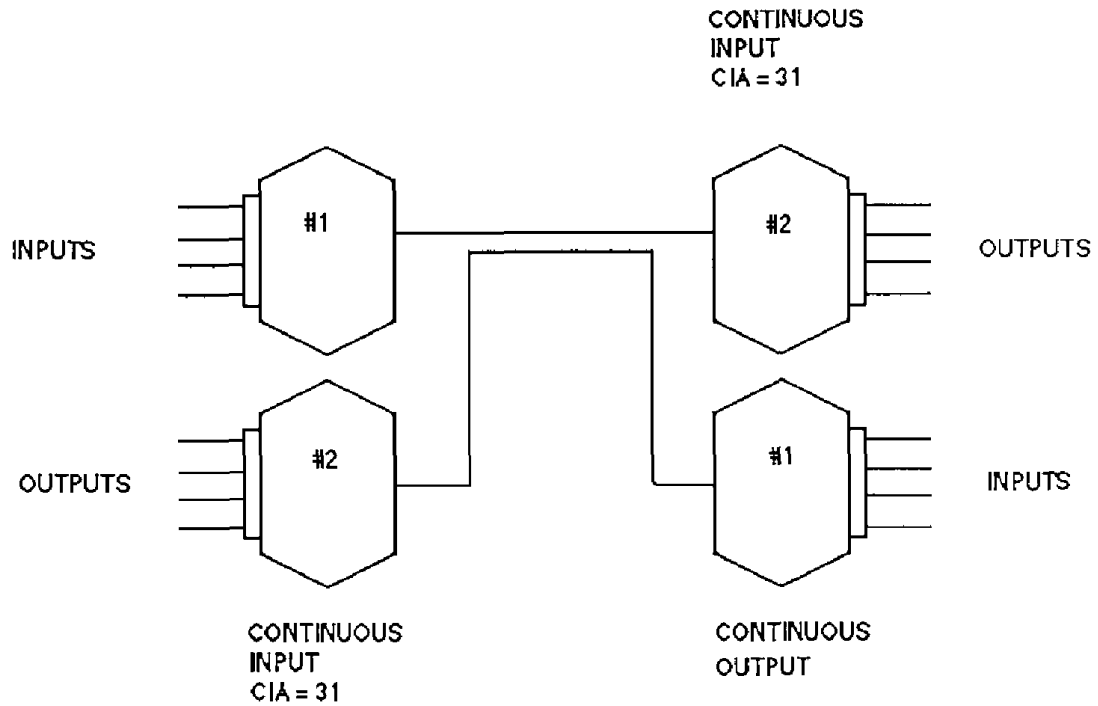 CONTINUOUS
INPUT
CIA = 31
#1
#2
INPUTS
OUTPUTS
#2
#1
OUTPUTS
INPUTS
CONTINUOUS
INPUT
CIA = 31
CONTINUOUS
OUTPUT